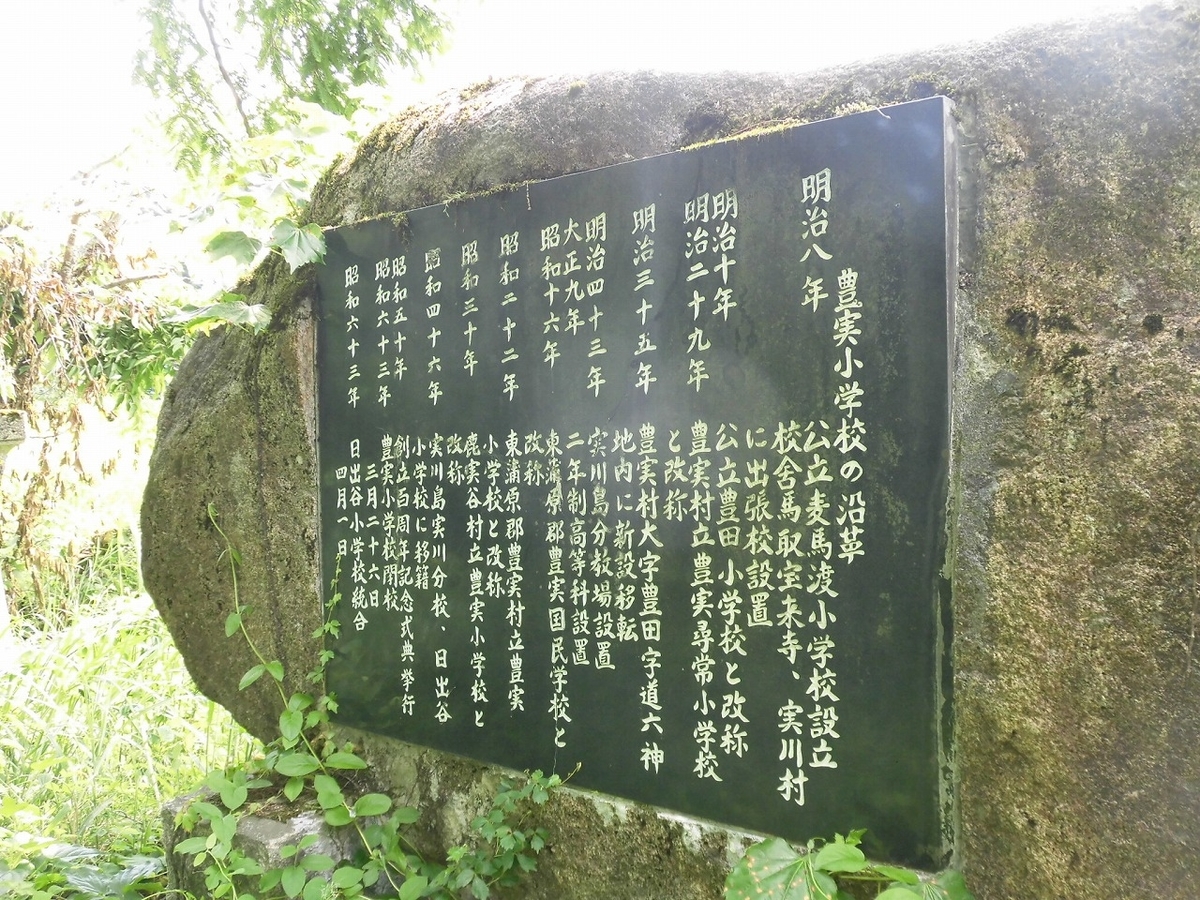 豊実小学校の沿革
明治八年 公立麦馬渡小学校設立
校舎馬取宝来寺、実川村
に出張校設置
明治十年 公立豊田小学校と改称
明治二十九年 豊実村立豊実尋常小学校
と改称
明治三十五年 豊実村大字豊田字道六神
地内に新設移転
明治四十三年 実川島分教場設置
大正九年 二年制高等科設置
昭和十六年 東蒲原郡豊実国民学校と
改称
昭和二十二年 東蒲原郡豊実村立豊実
小学校と改称
昭和三十年 鹿実谷村立豊実小学校と
改称
昭和四十六年 実川島実川分校、日出谷
小学校に移籍
昭和五十年 創立百周年記念式典挙行
昭和六十三年 豊実小学校閉校
三月二十六日
昭和六十三年 日出谷小学校統合
四月一日